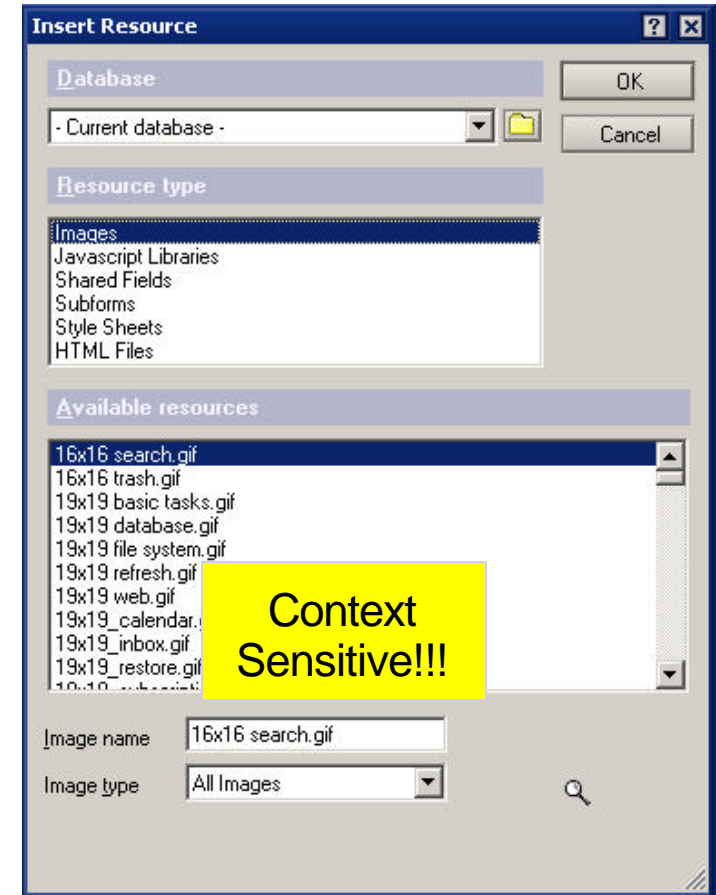 Insert Resource
Database
OK
- Current database -
Cancel
Resource type
Images
Javascript Libraries
Shared Fields
Subforms
Style Sheets
HTML Files
Available resources
16x16 search.gif
16x16 trash.gif
19x19 basic tasks.gif
19x19 database.gif
19x19 file system.gif
19x19 refresh.gif
19x19 web.gif
19x19_calendar.
19x19_inbox.gif
19x19_restore.gif
Context
Sensitive!!!
Image name
16x16 search.gif
Image type
All Images